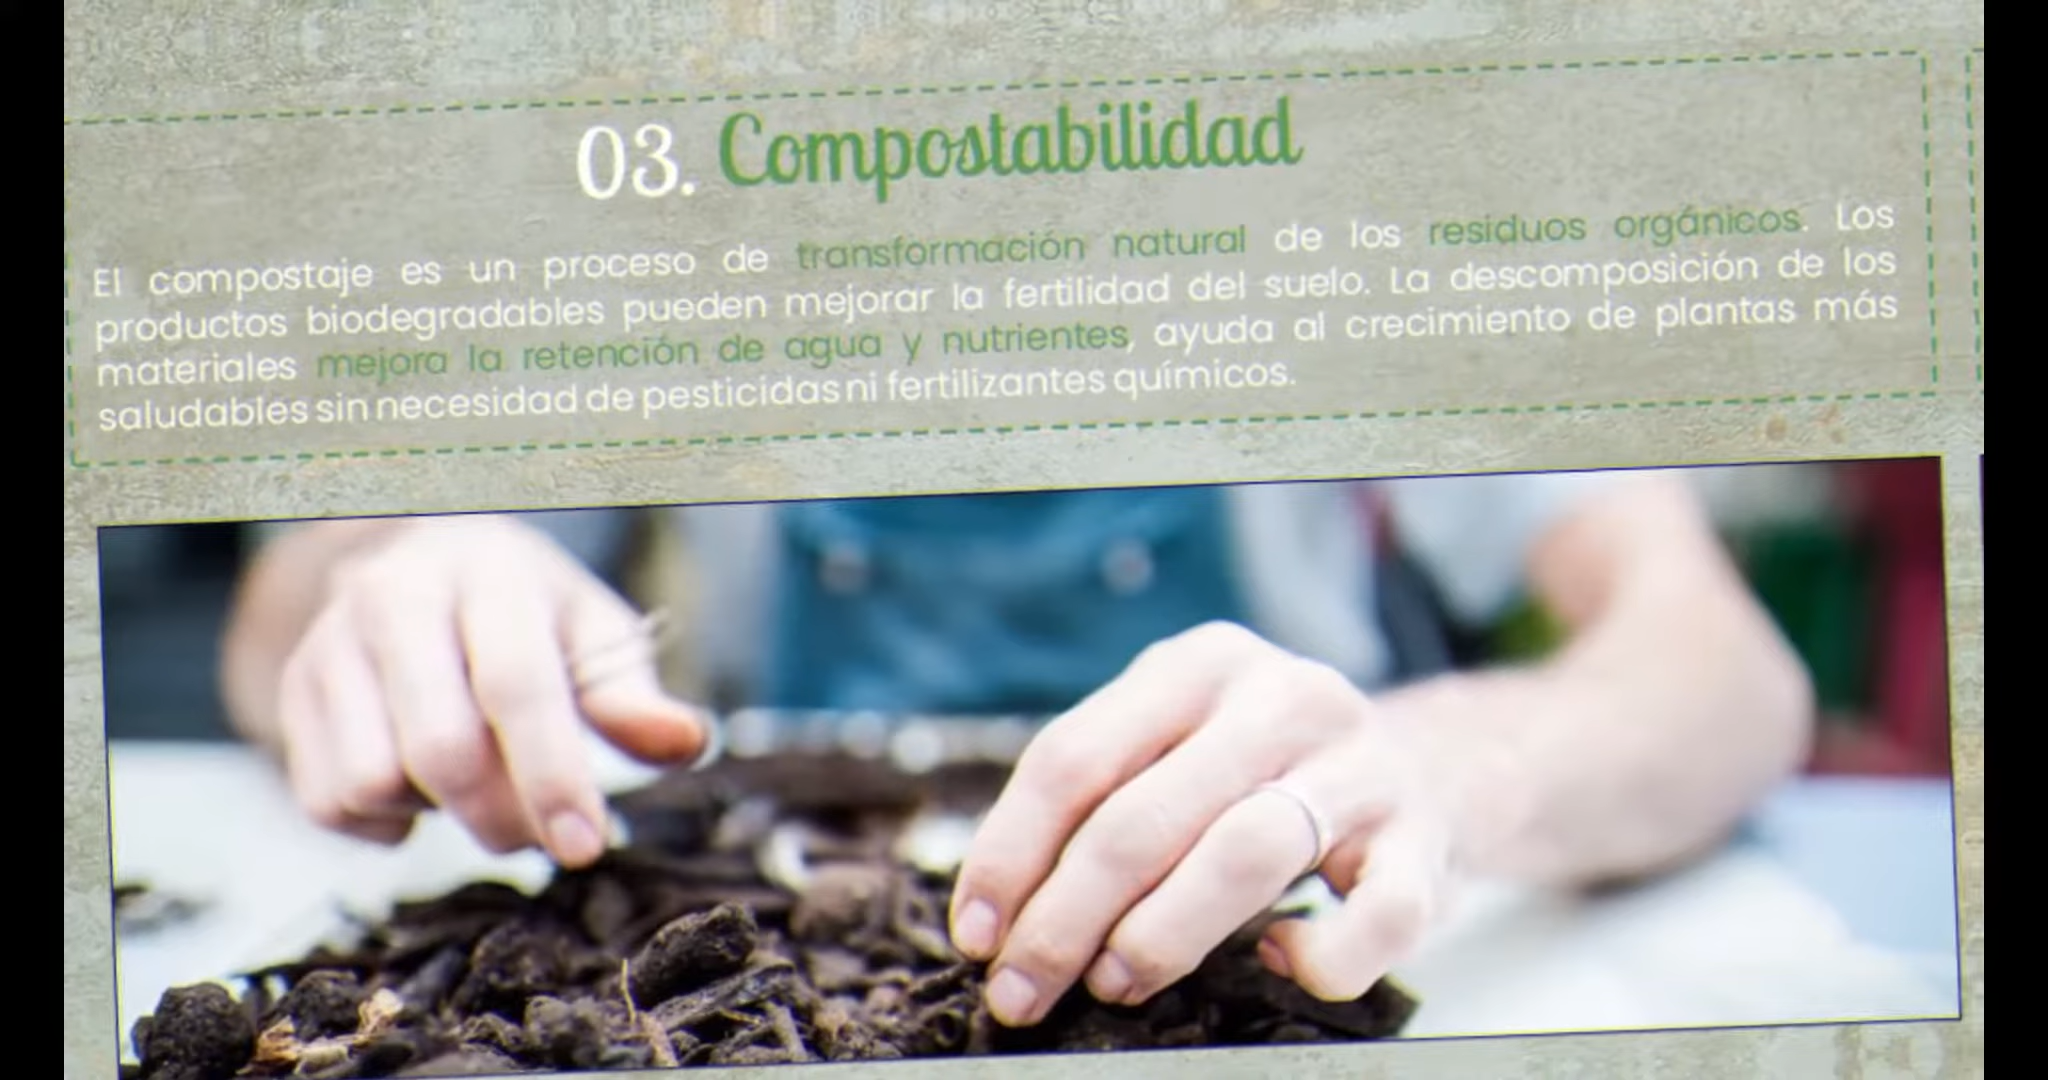 03. Compostabilidad
El compostaje es un proceso de transformación natural de los residuos orgánicos. Los
productos biodegradables pueden mejorar la fertilidad del suelo. La descomposición de los
materiales mejora la retención de agua y nutrientes, ayuda al crecimiento de plantas más
saludables sin necesidad de pesticidas ni fertilizantes químicos.